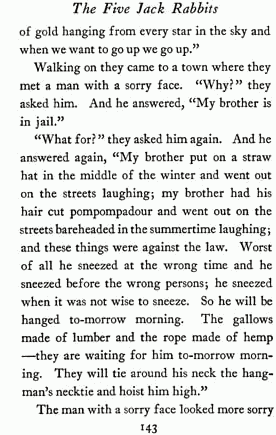 The Five Jack Rabbits
of gold hanging from every star in the sky and
when we want to go up we go up."
Walking on they came to a town where they
met a man with a sorry face. "Why?" they
asked him. And he answered, "My brother is
in jail."
"What for?" they asked him again. And he
answered again, "My brother put on a straw
hat in the middle of the winter and went out
on the streets laughing; my brother had his
hair cut pompompadour and went out on the
streets bareheaded in the summertime laughing;
and these things were against the law. Worst
of all he sneezed at the wrong time and he
sneezed before the wrong persons; he sneezed
when it was not wise to sneeze. So he will be
hanged to-morrow morning. The gallows
made of lumber and the rope made of hemp
—they are waiting for him to-morrow morn-
ing. They will tie around his neck the hang-
man's necktie and hoist him high."
The man with a sorry face looked more sorry
143